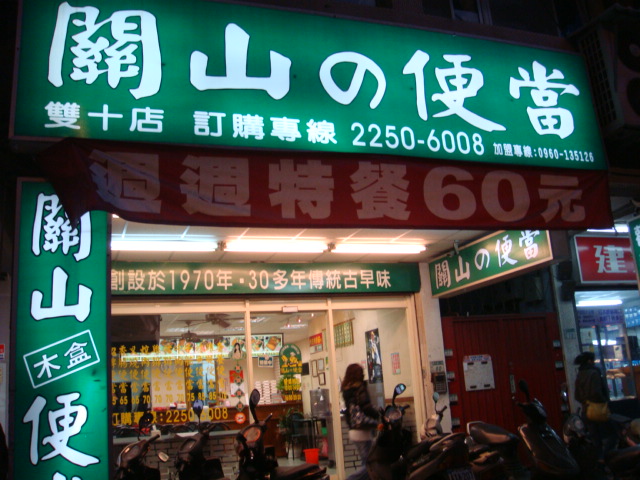 關山の便當
雙十店 訂購專線 2250-6008 加盟專線:0960-135126
週週特餐60元
關山
木盒
便
創設於1970年·30多年傳統古早味
關山の便當
建
訂購專線:2250-6008